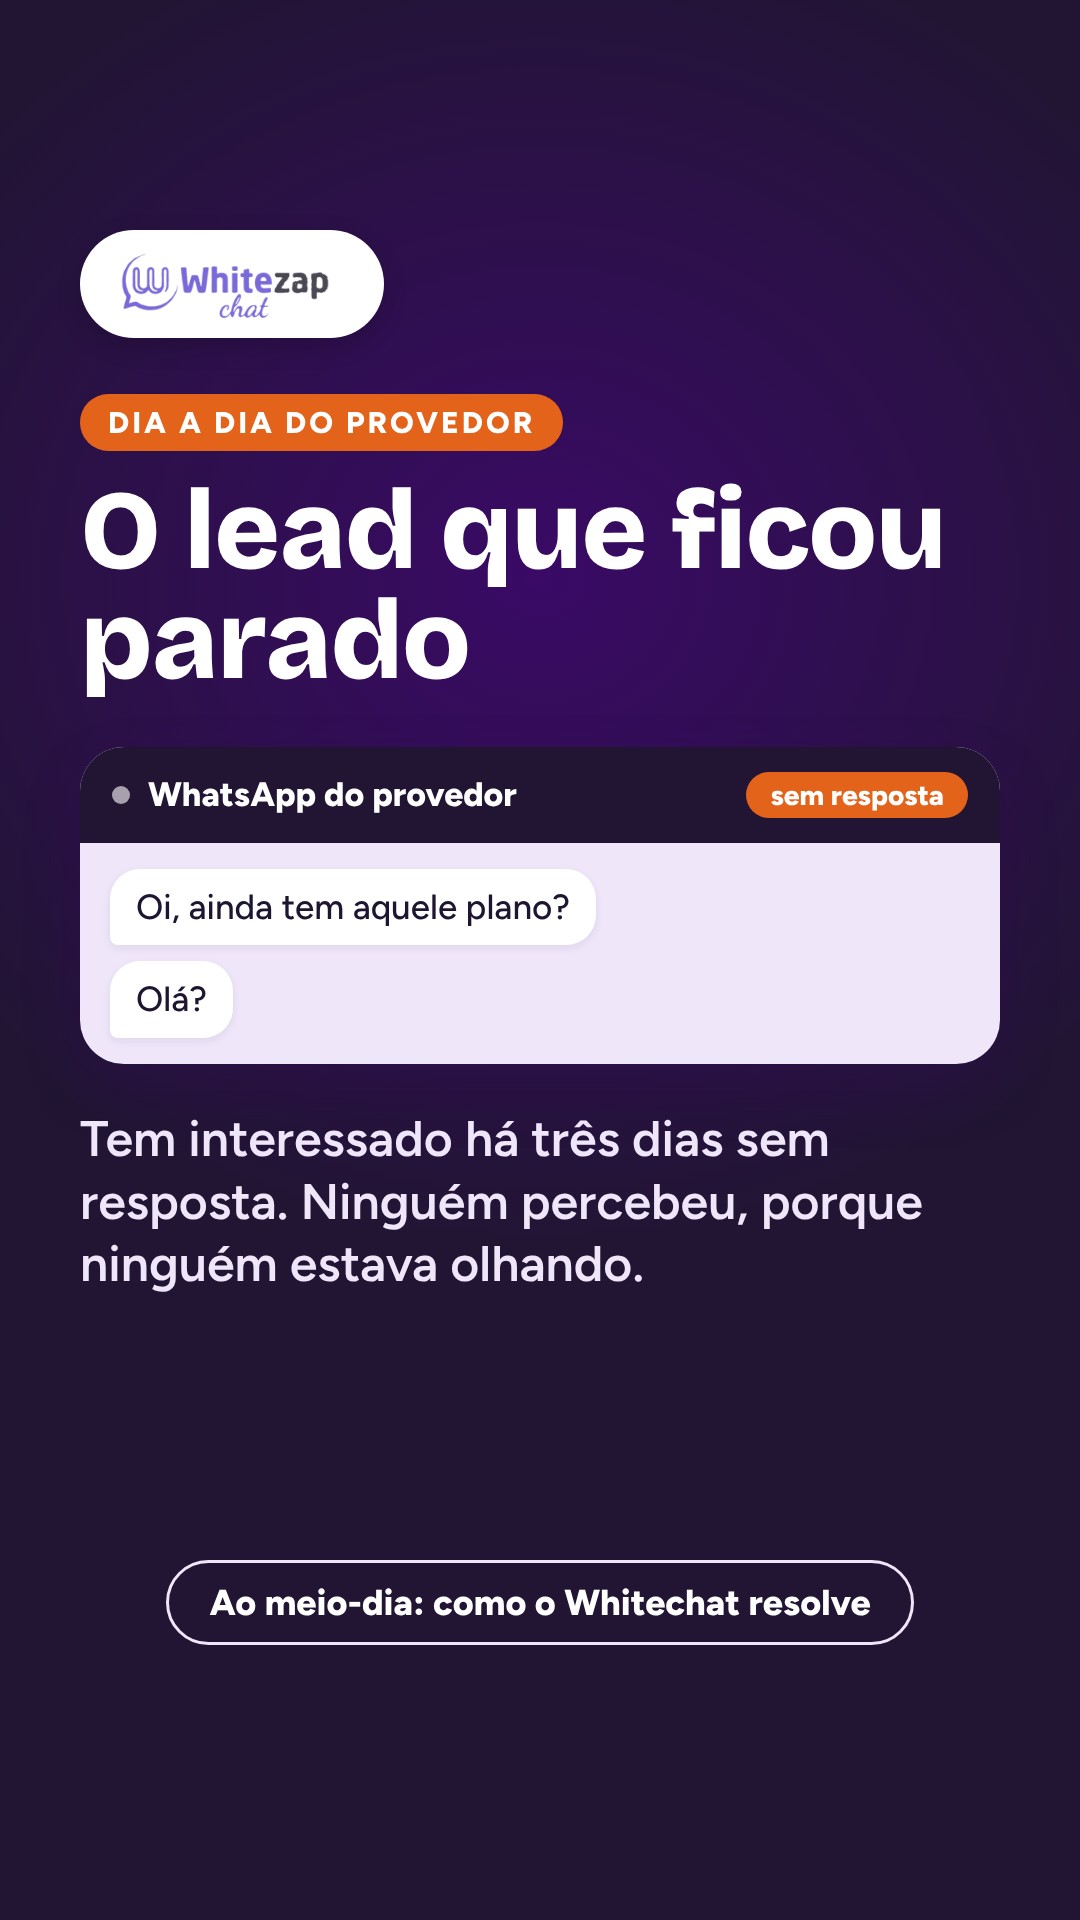 Whitezap
chat
DIA A DIA DO PROVEDOR
O lead que ficou
parado
WhatsApp do provedor
sem resposta
Oi, ainda tem aquele plano?
Olá?
Tem interessado há três dias sem
resposta. Ninguém percebeu, porque
ninguém estava olhando.
Ao meio-dia: como o Whitechat resolve